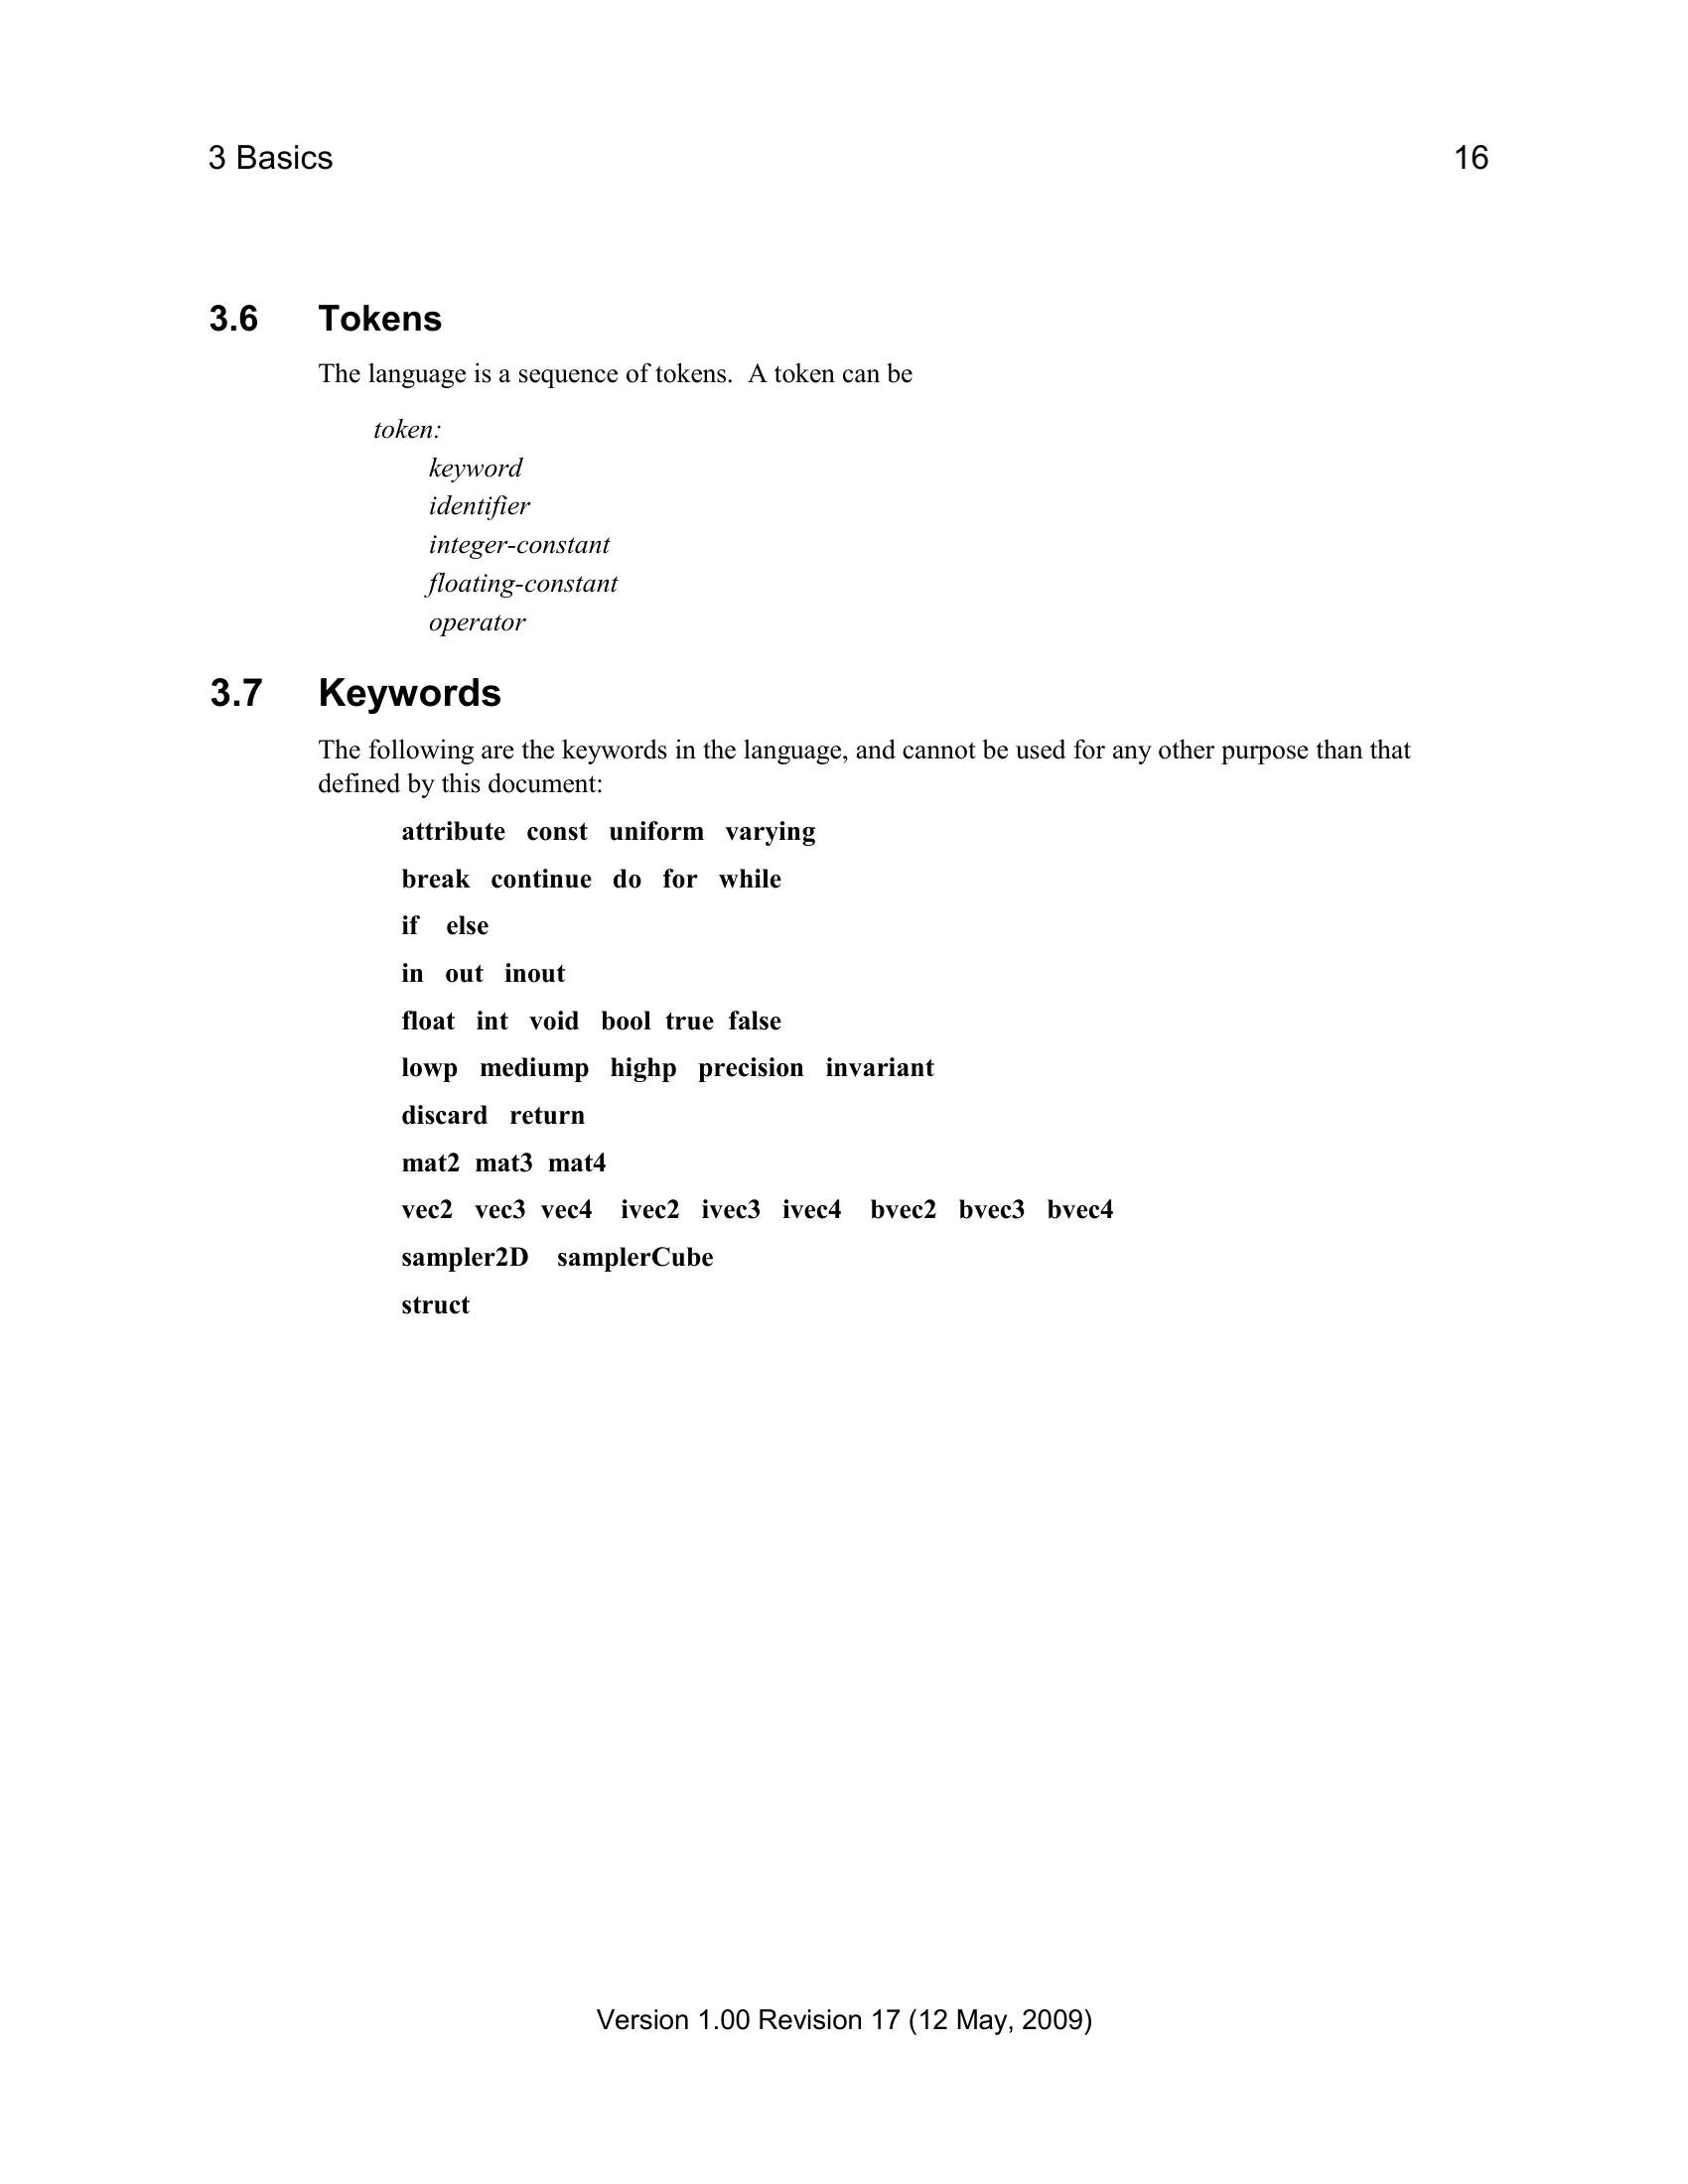 3 Basics 16
3.6 Tokens
The language is a sequence of tokens.  A token can be
token:
keyword
identifier
integer-constant
floating-constant
operator
3.7 Keywords
The following are the keywords in the language, and cannot be used for any other purpose than that
defined by this document:
attribute const uniform varying
break continue do for while
if else
in out inout
float int void bool true false
lowp mediump highp precision invariant
discard return
mat2 mat3 mat4
vec2 vec3 vec4 ivec2 ivec3 ivec4 bvec2 bvec3 bvec4
sampler2D samplerCube
struct
Version 1.00 Revision 17 (12 May, 2009)